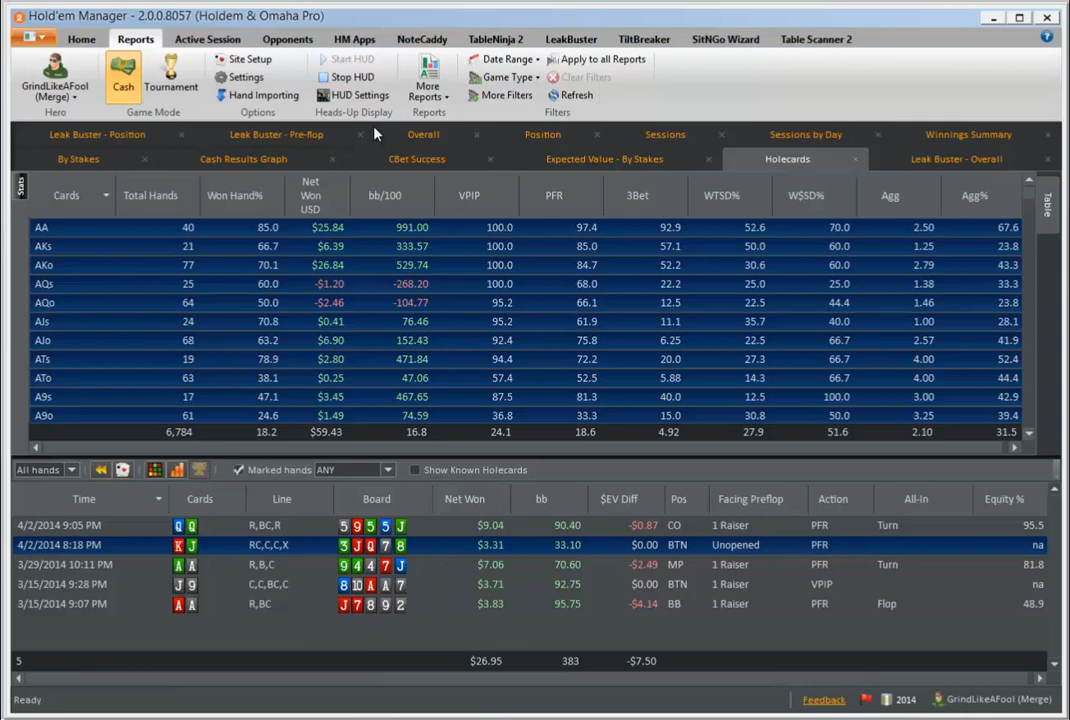 Hold'em Manager - 2.0.0.8057 (Holdem & Omaha Pro)
Home Reports Active Session Opponents HM Apps NoteCaddy TableNinja 2 LeakBuster TiltBreaker SitNGo Wizard Table Scanner 2
GrindLikeAFool (Merge) Cash Tournament Site Setup Settings Hand Importing Start HUD Stop HUD HUD Settings More Reports Date Range Game Type More Filters Apply to all Reports Clear Filters Refresh
Hero Game Mode Options Heads-Up Display Reports Filters
Leak Buster - Position Leak Buster - Pre-flop Overall Position Sessions Sessions by Day Winnings Summary
By Stakes Cash Results Graph CBet Success Expected Value - By Stakes Holecards Leak Buster - Overall
Stats
Table
Cards Total Hands Won Hand% Net Won USD bb/100 VPIP PFR 3Bet WTSD% W$SD% Agg Agg%
AA 40 85.0 $25.84 991.00 100.0 97.4 92.9 52.6 70.0 2.50 67.6
AKs 21 66.7 $6.39 333.57 100.0 85.0 57.1 50.0 60.0 1.25 23.8
AKo 77 70.1 $26.84 529.74 100.0 84.7 52.2 30.6 60.0 2.79 43.3
AQs 25 60.0 -$1.20 -268.20 100.0 68.0 22.2 25.0 25.0 1.38 33.3
AQo 64 50.0 -$2.46 -104.77 95.2 66.1 12.5 22.5 44.4 1.46 23.8
AJs 24 70.8 $0.41 76.46 95.2 61.9 11.1 35.7 40.0 1.00 28.1
AJo 68 63.2 $6.90 152.43 92.4 75.8 6.25 22.5 66.7 2.57 41.9
ATs 19 78.9 $2.80 471.84 94.4 72.2 20.0 27.3 66.7 4.00 52.4
ATo 63 38.1 $0.25 47.06 57.4 52.5 5.88 14.3 66.7 4.00 44.4
A9s 17 47.1 $3.45 467.65 87.5 81.3 40.0 12.5 100.0 3.00 42.9
A9o 61 24.6 $1.49 74.59 36.8 33.3 15.0 30.8 50.0 3.25 39.4
6,784 18.2 $59.43 16.8 24.1 18.6 4.92 27.9 51.6 2.10 31.5
All hands Marked hands ANY Show Known Holecards
Time Cards Line Board Net Won bb $EV Diff Pos Facing Preflop Action All-In Equity %
4/2/2014 9:05 PM Q Q R,BC,R 5 9 5 5 J $9.04 90.40 -$0.87 CO 1 Raiser PFR Turn 95.5
4/2/2014 8:18 PM K J RC,C,C,X 3 J Q 7 8 $3.31 33.10 $0.00 BTN Unopened PFR na
3/29/2014 10:11 PM A A R,B,C 9 4 4 7 J $7.06 70.60 -$2.49 MP 1 Raiser PFR Turn 81.8
3/15/2014 9:28 PM J 9 C,C,BC,C 8 10 A A 7 $3.71 92.75 $0.00 BTN 1 Raiser VPIP na
3/15/2014 9:07 PM A A R,BC J 7 8 9 2 $3.83 95.75 -$4.14 BB 1 Raiser PFR Flop 48.9
5 $26.95 383 -$7.50
Ready Feedback 2014 GrindLikeAFool (Merge)